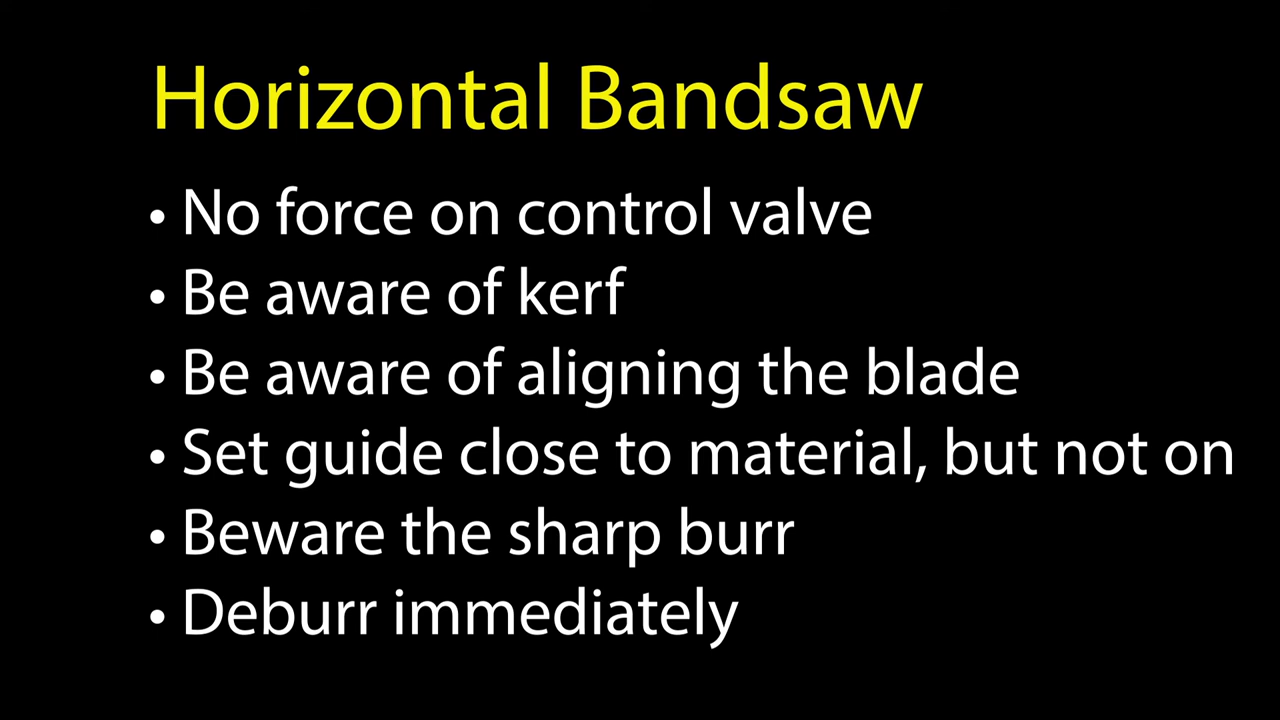 Horizontal Bandsaw
• No force on control valve
• Be aware of kerf
• Be aware of aligning the blade
• Set guide close to material, but not on
• Beware the sharp burr
• Deburr immediately